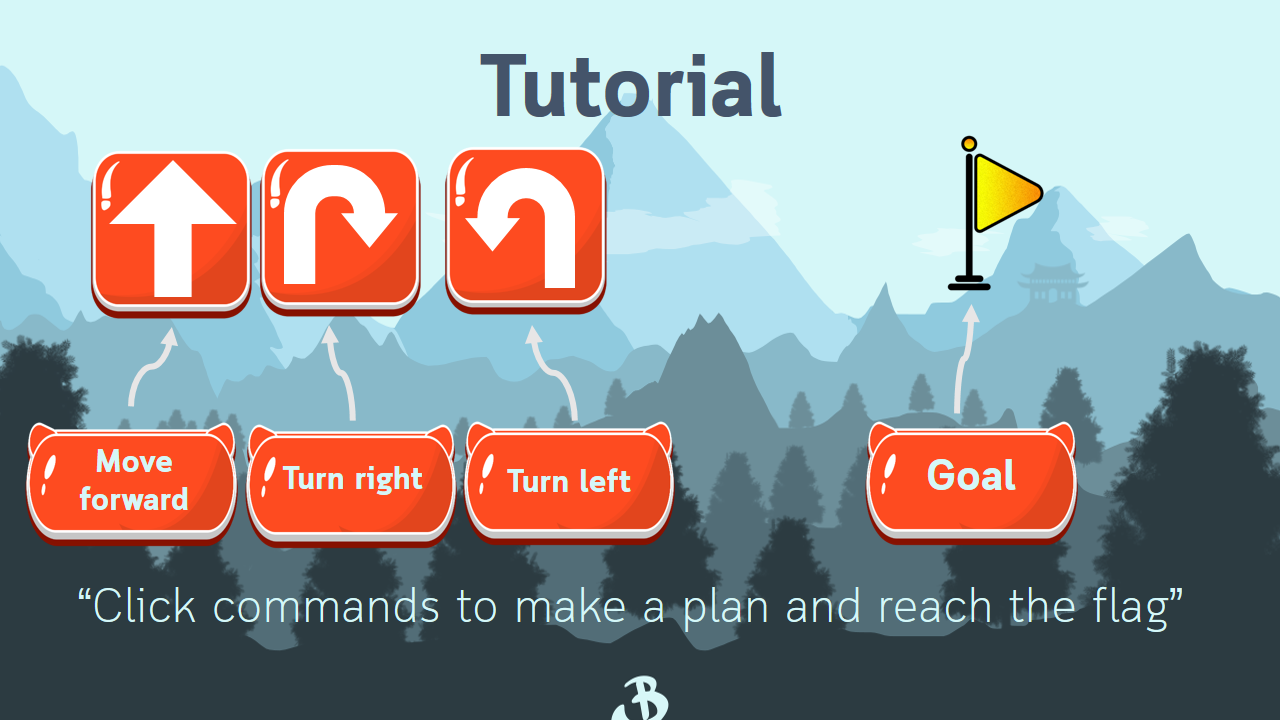 Tutorial
Move
forward
Turn right
Turn left
Goal
“Click commands to make a plan and reach the flag”
B